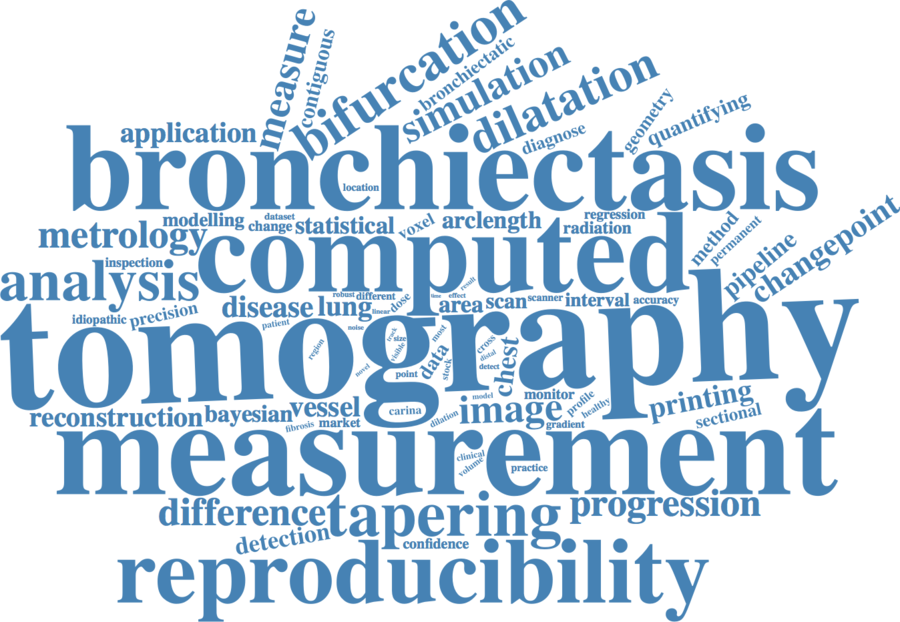 measure
contiguous
bifurcation
bronchiectatic
simulation
dilatation
diagnose
geometry
quantifying
application
bronchiectasis
location
metrology
modelling
dataset
change
statistical
voxel
arclength
regression
radiation
method
permanent
computed
inspection
analysis
pipeline
changepoint
disease
lung
robust
different
linear
dose
time
effect
result
area
scan
scanner
interval
accuracy
idiopathic
precision
patient
noise
tomography
region
novel
track
size
visible
most
point
data
stock
cross
distal
detect
chest
model
monitor
profile
healthy
printing
sectional
reconstruction
bayesian
vessel
fibrosis
market
carina
dilation
image
gradient
measurement
clinical
volume
practice
difference
tapering
progression
detection
confidence
reproducibility